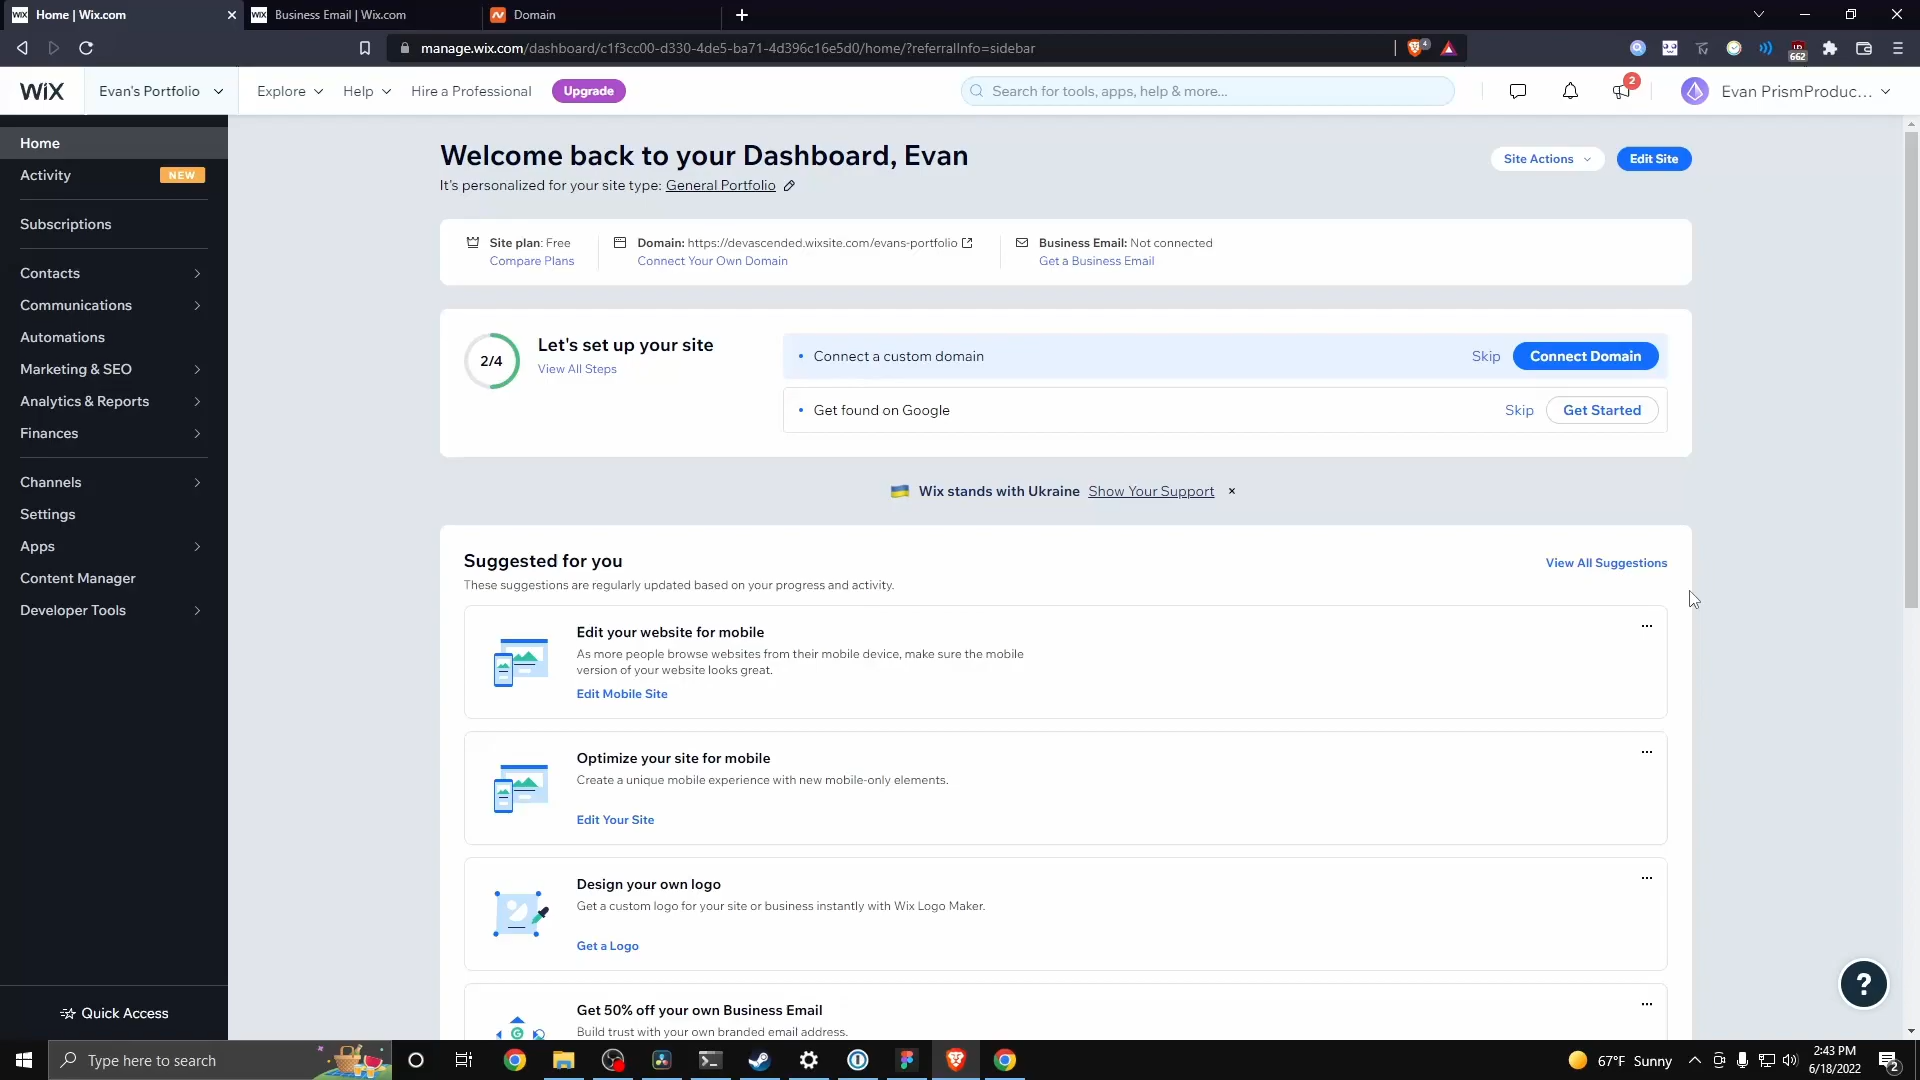 Home | Wix.com
Business Email | Wix.com
Domain
manage.wix.com/dashboard/c1f3cc00-d330-4de5-ba71-4d396c16e5d0/home/?referralInfo=sidebar
4
662
WIX
Evan's Portfolio
Explore
Help
Hire a Professional
Upgrade
Search for tools, apps, help & more...
2
Evan PrismProduc...
Home
Activity
NEW
Subscriptions
Contacts
Communications
Automations
Marketing & SEO
Analytics & Reports
Finances
Channels
Settings
Apps
Content Manager
Developer Tools
Quick Access
Welcome back to your Dashboard, Evan
It's personalized for your site type: General Portfolio
Site Actions
Edit Site
Site plan: Free
Compare Plans
Domain: https://devascended.wixsite.com/evans-portfolio
Connect Your Own Domain
Business Email: Not connected
Get a Business Email
2/4
Let's set up your site
View All Steps
Connect a custom domain
Skip
Connect Domain
Get found on Google
Skip
Get Started
Wix stands with Ukraine Show Your Support
Suggested for you
View All Suggestions
These suggestions are regularly updated based on your progress and activity.
Edit your website for mobile
As more people browse websites from their mobile device, make sure the mobile
version of your website looks great.
Edit Mobile Site
Optimize your site for mobile
Create a unique mobile experience with new mobile-only elements.
Edit Your Site
Design your own logo
Get a custom logo for your site or business instantly with Wix Logo Maker.
Get a Logo
Get 50% off your own Business Email
Build trust with your own branded email address.
?
Type here to search
67°F Sunny
2:43 PM
6/18/2022
2